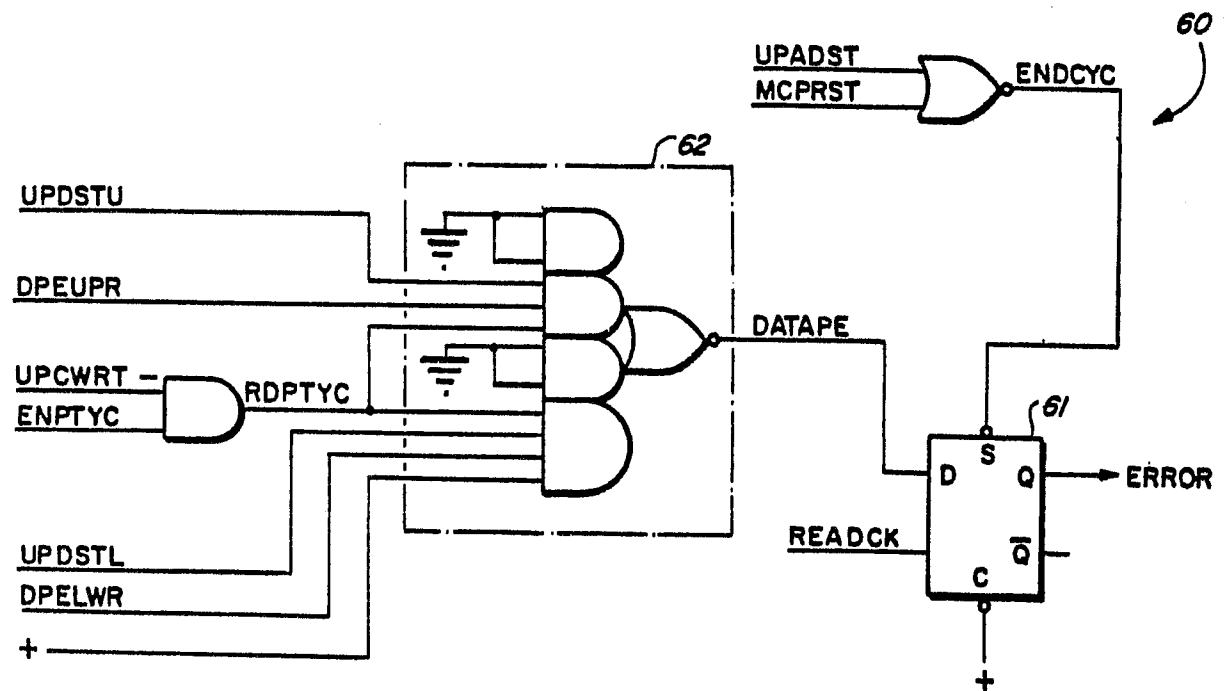 60
UPADST
MCPRST
ENDCYC
62
UPDSTU
DPEUPR
DATAPE
UPCWRT –
ENPTYC
RDPTYC
61
S
D
Q
ERROR
READCK
Q̅
C
UPDSTL
DPELWR
+
+